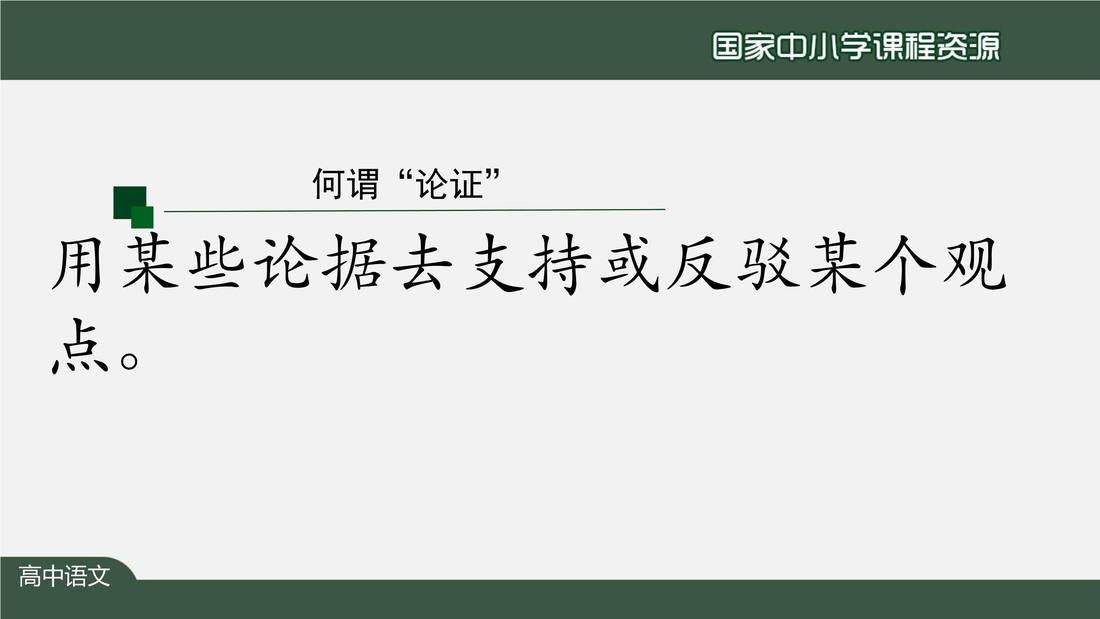 国家中小学课程资源
何谓“论证”
用某些论据去支持或反驳某个观
点。
高中语文